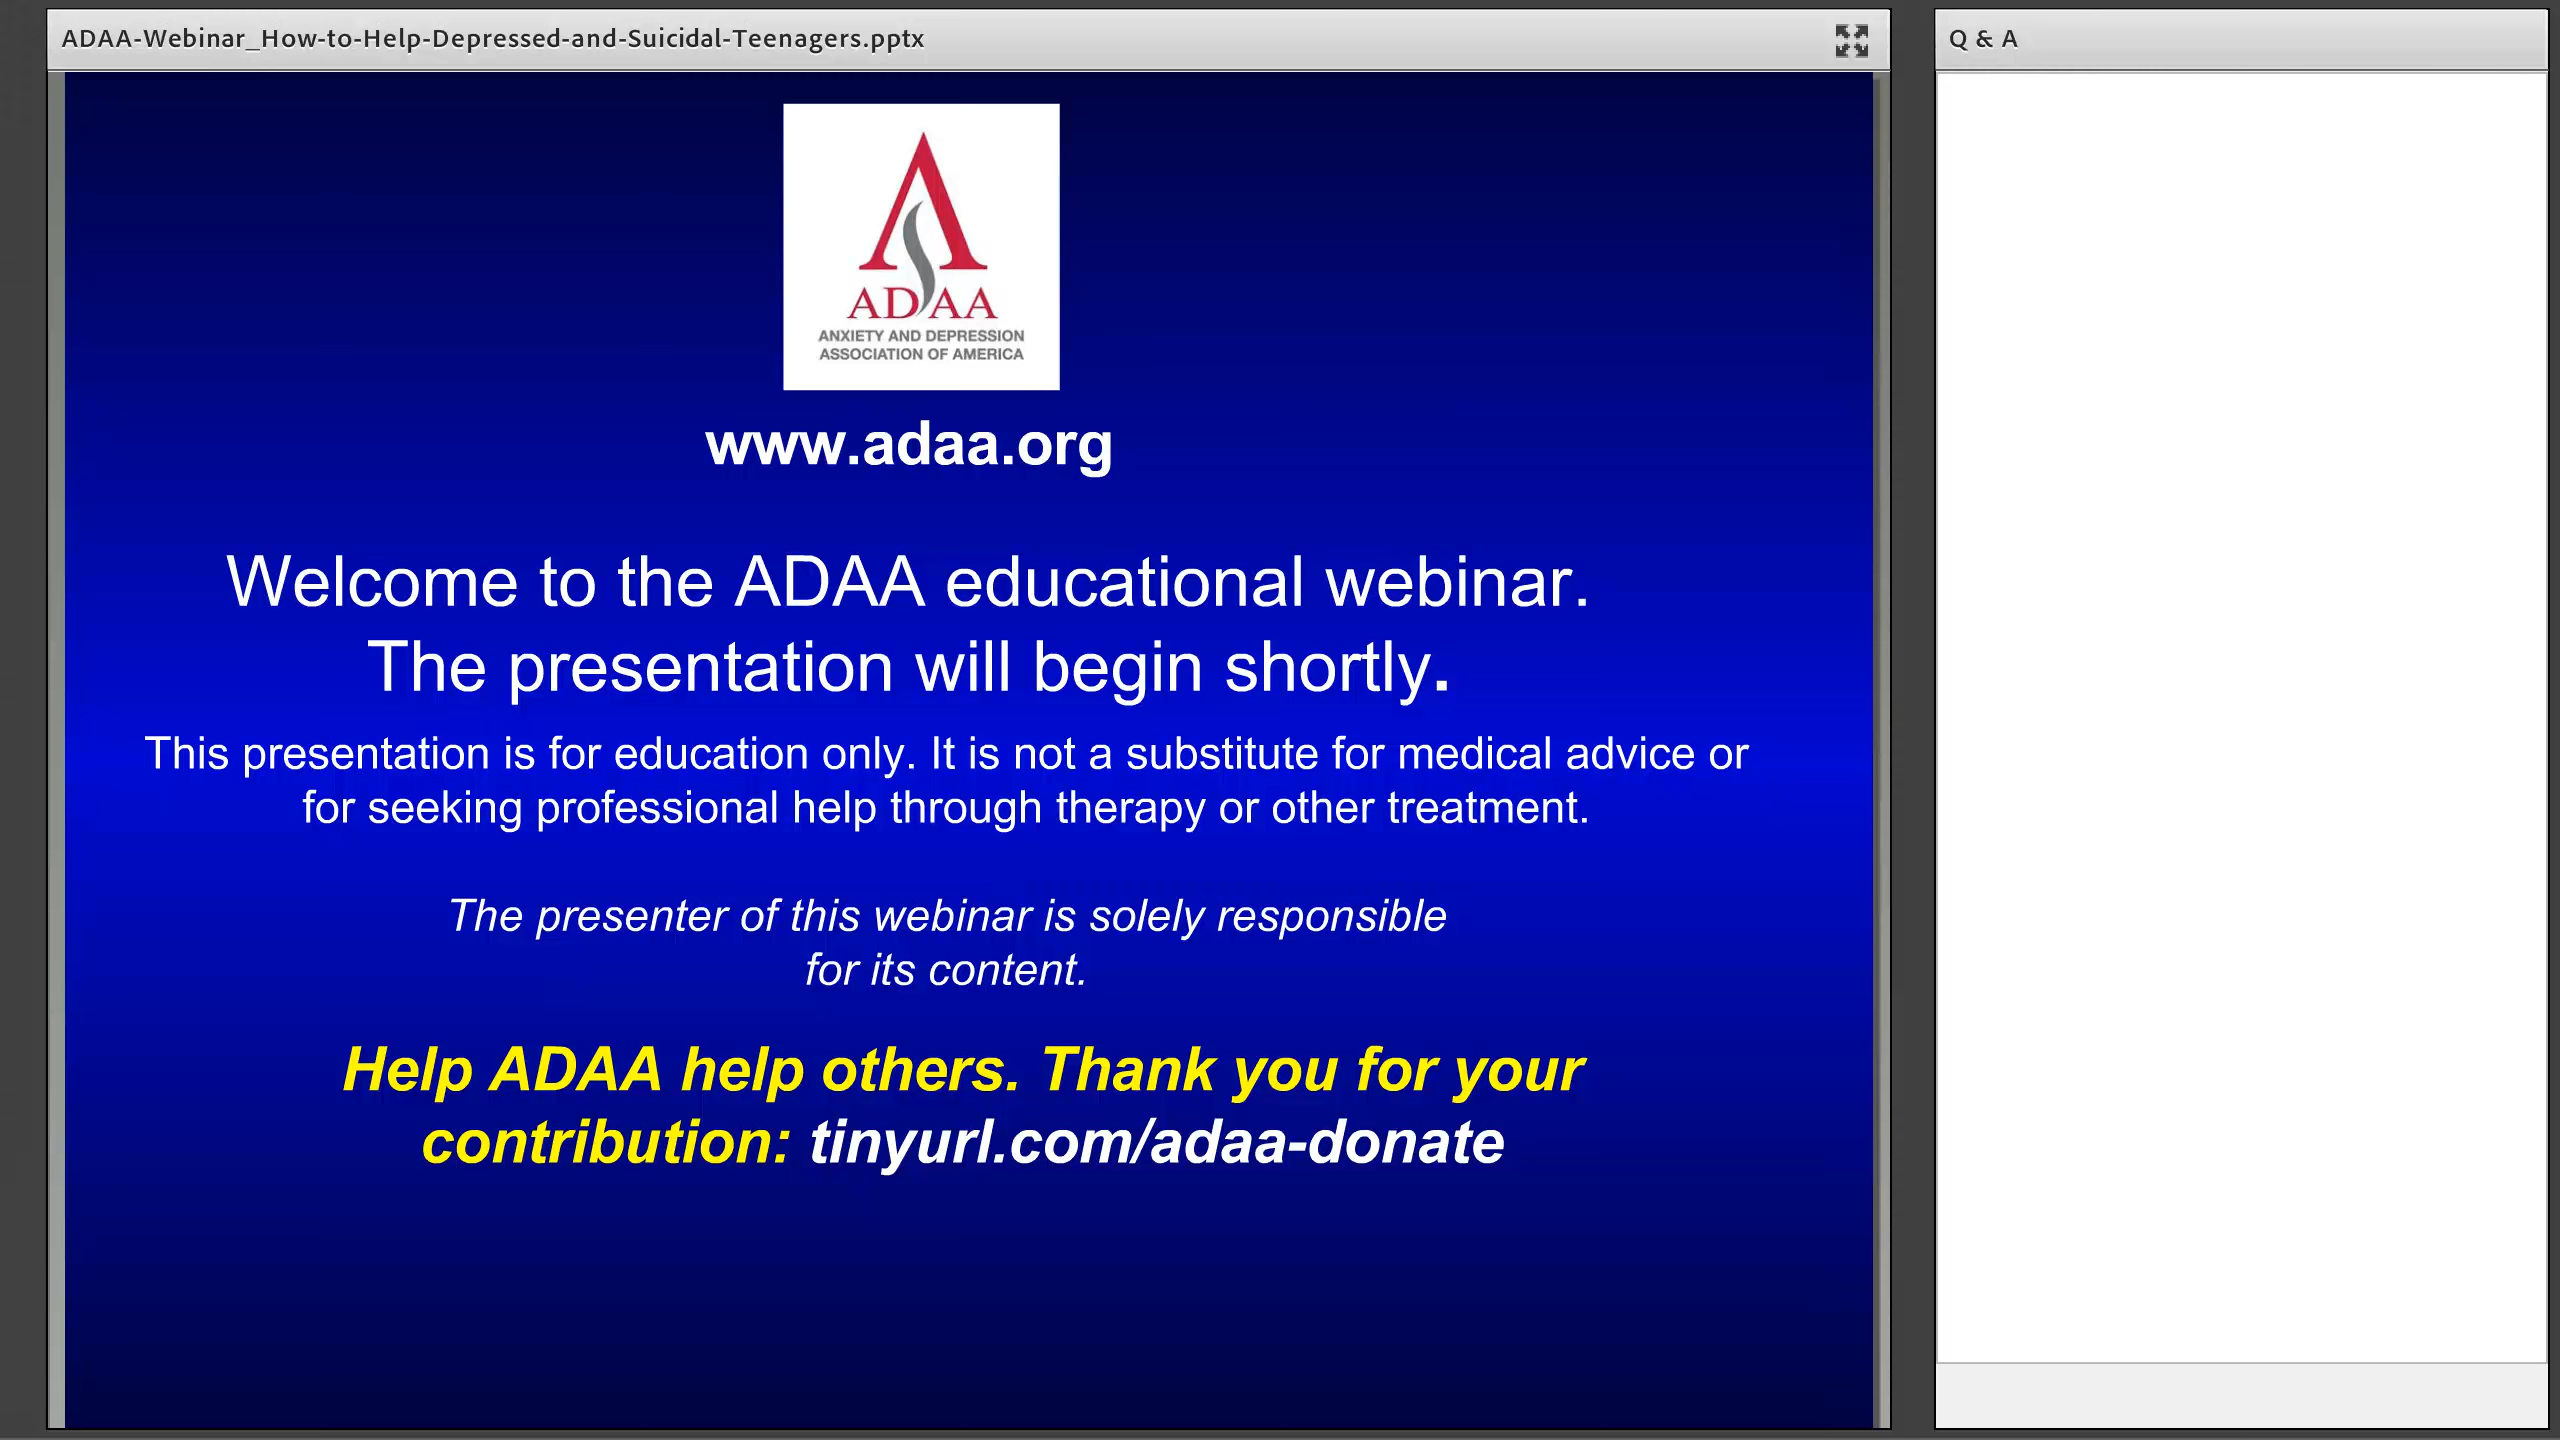 ADAA-Webinar_How-to-Help-Depressed-and-Suicidal-Teenagers.pptx
Q & A
ADAA
ANXIETY AND DEPRESSION
ASSOCIATION OF AMERICA
www.adaa.org
Welcome to the ADAA educational webinar.
The presentation will begin shortly.
This presentation is for education only. It is not a substitute for medical advice or
for seeking professional help through therapy or other treatment.
The presenter of this webinar is solely responsible
for its content.
Help ADAA help others. Thank you for your
contribution: tinyurl.com/adaa-donate